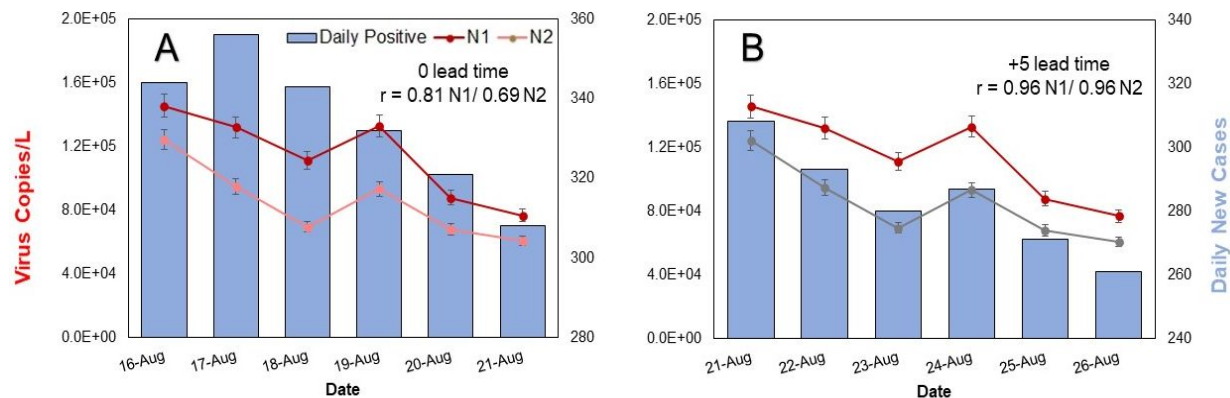 Virus Copies/L
2.0E+05
1.6E+05
1.2E+05
8.0E+04
4.0E+04
0.0E+00
A
Daily Positive N1 N2
0 lead time
r = 0.81 N1/ 0.69 N2
360
340
320
300
280
16-Aug 17-Aug 18-Aug 19-Aug 20-Aug 21-Aug
Date
2.0E+05
1.6E+05
1.2E+05
8.0E+04
4.0E+04
0.0E+00
B
+5 lead time
r = 0.96 N1/ 0.96 N2
340
320
300
280
260
240
21-Aug 22-Aug 23-Aug 24-Aug 25-Aug 26-Aug
Date
Daily New Cases